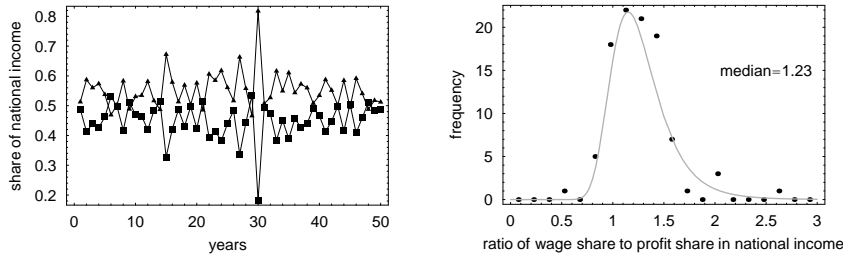 0.8
0.7
0.6
0.5
0.4
0.3
0.2
share of national income
0 10 20 30 40 50
years
20
15
10
5
0
frequency
median=1.23
0 0.5 1 1.5 2 2.5 3
ratio of wage share to profit share in national income